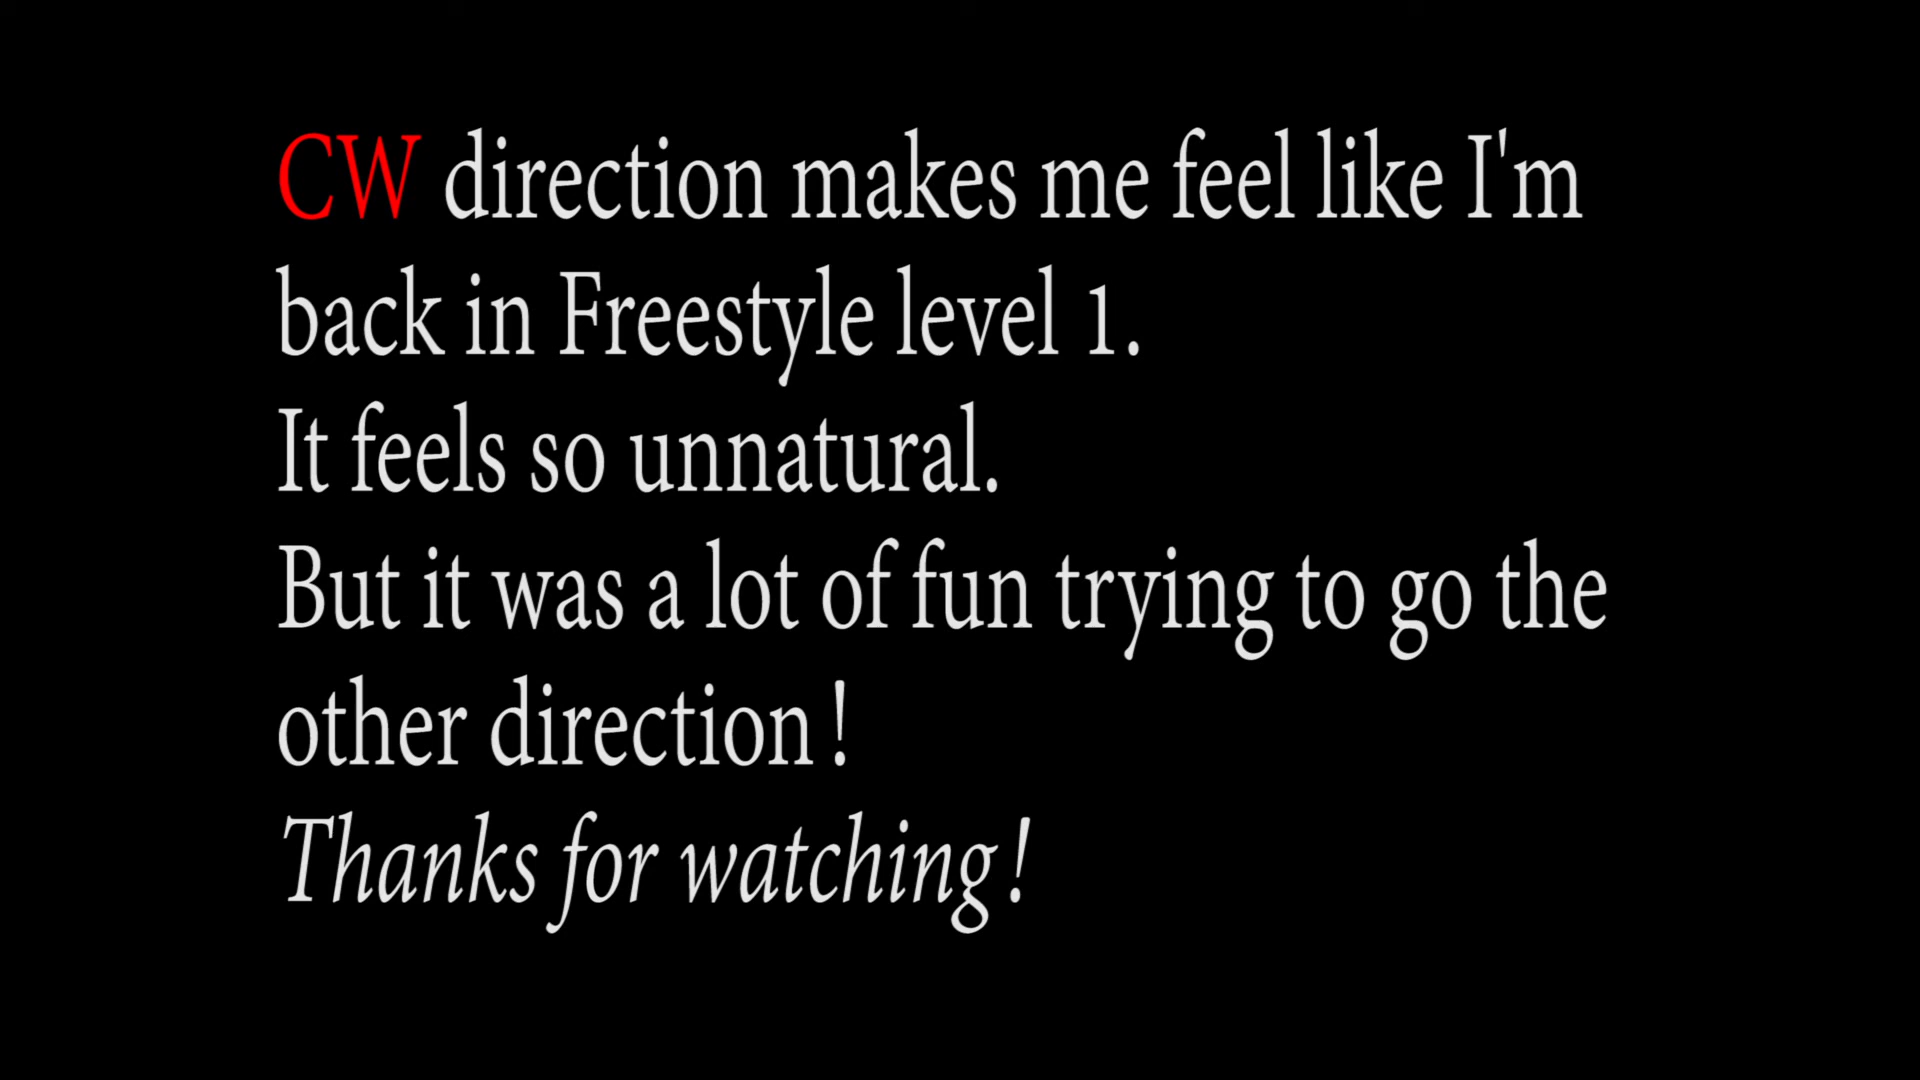 CW direction makes me feel like I'm
back in Freestyle level 1.
It feels so unnatural.
But it was a lot of fun trying to go the
other direction!
Thanks for watching!